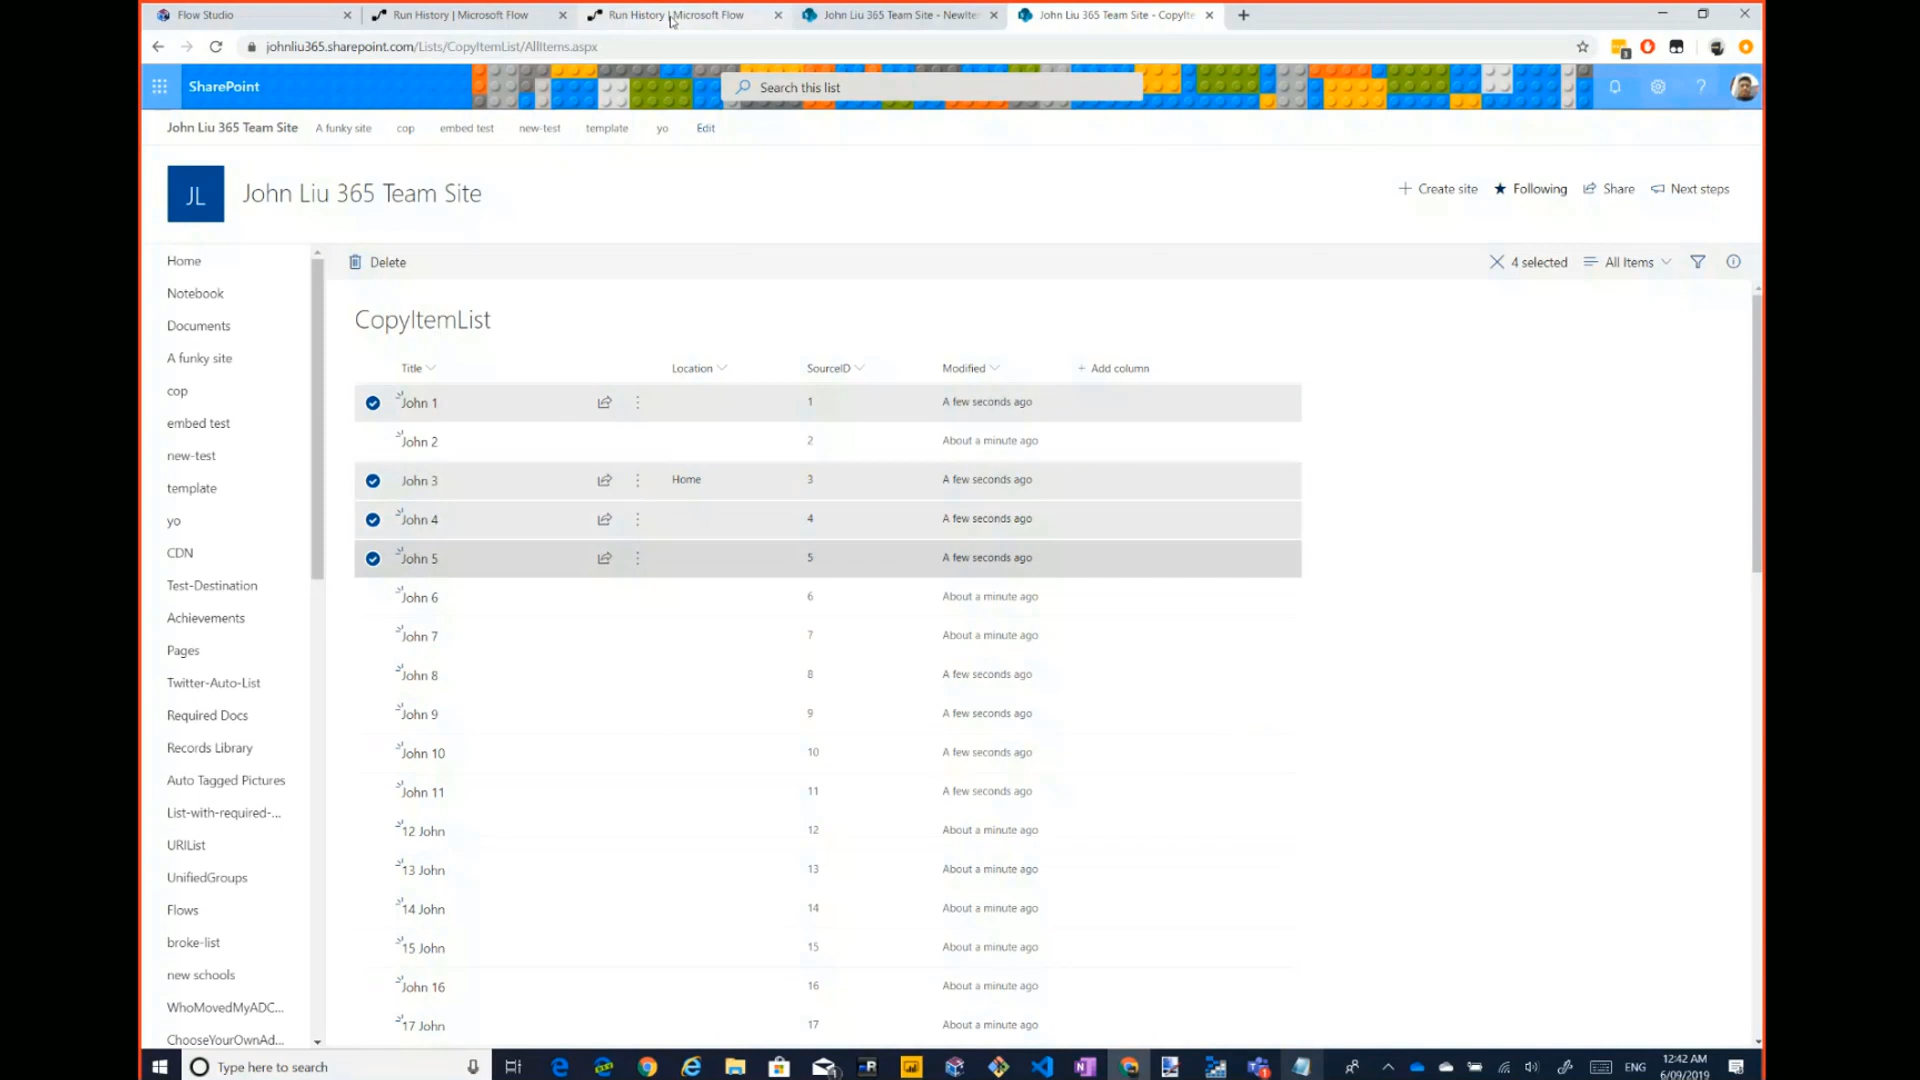 Flow Studio
Run History | Microsoft Flow
Run History | Microsoft Flow
John Liu 365 Team Site - NewIte
John Liu 365 Team Site - CopyIte
johnliu365.sharepoint.com/Lists/CopyItemList/AllItems.aspx
SharePoint
Search this list
John Liu 365 Team Site A funky site cop embed test new-test template yo Edit
JL
John Liu 365 Team Site
Create site Following Share Next steps
Delete
4 selected All Items
CopyItemList
Title Location SourceID Modified + Add column
John 1 1 A few seconds ago
John 2 2 About a minute ago
John 3 Home 3 A few seconds ago
John 4 4 A few seconds ago
John 5 5 A few seconds ago
John 6 6 About a minute ago
John 7 7 About a minute ago
John 8 8 A few seconds ago
John 9 9 A few seconds ago
John 10 10 A few seconds ago
John 11 11 A few seconds ago
12 John 12 About a minute ago
13 John 13 About a minute ago
14 John 14 About a minute ago
15 John 15 About a minute ago
John 16 16 About a minute ago
17 John 17 About a minute ago
Home
Notebook
Documents
A funky site
cop
embed test
new-test
template
yo
CDN
Test-Destination
Achievements
Pages
Twitter-Auto-List
Required Docs
Records Library
Auto Tagged Pictures
List-with-required-...
URIList
UnifiedGroups
Flows
broke-list
new schools
WhoMovedMyADC...
ChooseYourOwnAd...
Type here to search
ENG
12:42 AM
6/09/2019